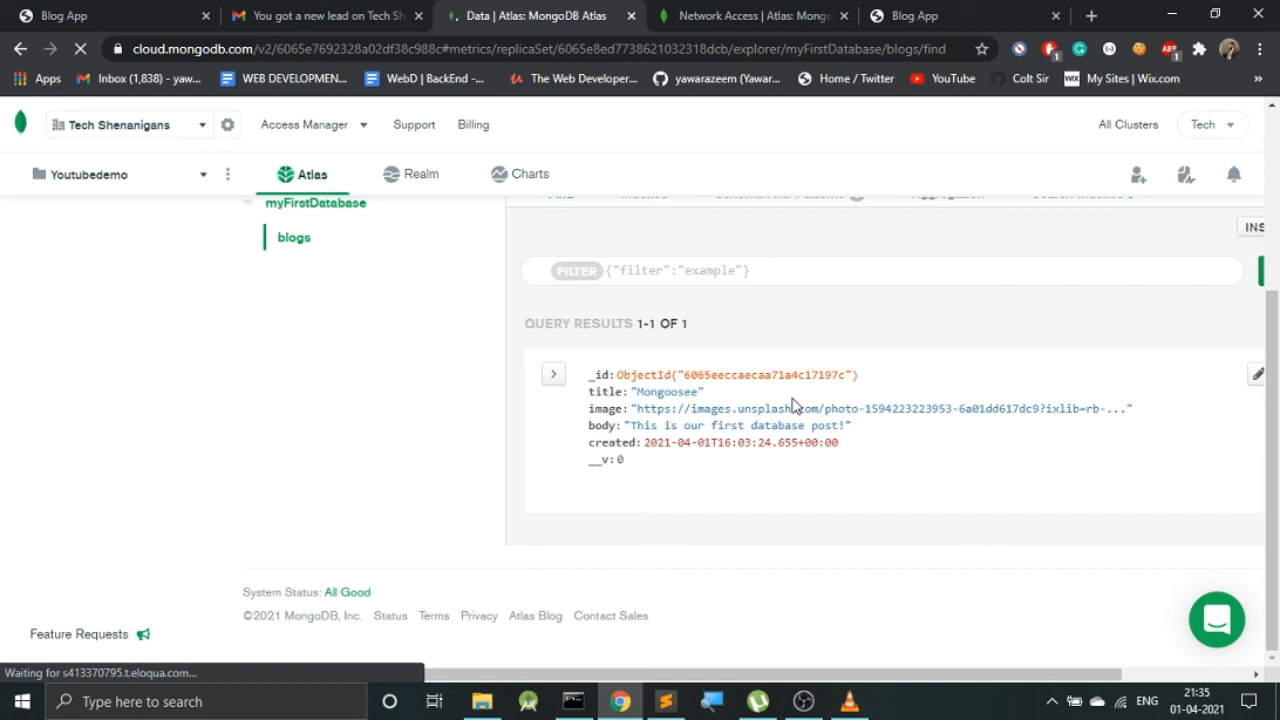 Blog App
You got a new lead on Tech Sh
Data | Atlas: MongoDB Atlas
Network Access | Atlas: Mongo
Blog App
cloud.mongodb.com/v2/6065e7692328a02df38c988c#metrics/replicaSet/6065e8ed7738621032318dcb/explorer/myFirstDatabase/blogs/find
Apps
Inbox (1,838) - yaw...
WEB DEVELOPMEN...
WebD | BackEnd -...
The Web Developer...
yawarazeem (Yawar...
Home / Twitter
YouTube
Colt Sir
My Sites | Wix.com
»
Tech Shenanigans
Access Manager
Support
Billing
All Clusters
Tech
Youtubedemo
Atlas
Realm
Charts
myFirstDatabase
blogs
INS
FILTER {"filter":"example"}
QUERY RESULTS 1-1 OF 1
_id: ObjectId("6065eeccaecaa71a4c17197c")
title: "Mongoosee"
image: "https://images.unsplash.com/photo-1594223223953-6a01dd617dc9?ixlib=rb-..."
body: "This is our first database post!"
created: 2021-04-01T16:03:24.655+00:00
__v: 0
System Status: All Good
©2021 MongoDB, Inc.
Status
Terms
Privacy
Atlas Blog
Contact Sales
Feature Requests
Waiting for s413370795.t.eloqua.com...
Type here to search
ENG
21:35
01-04-2021